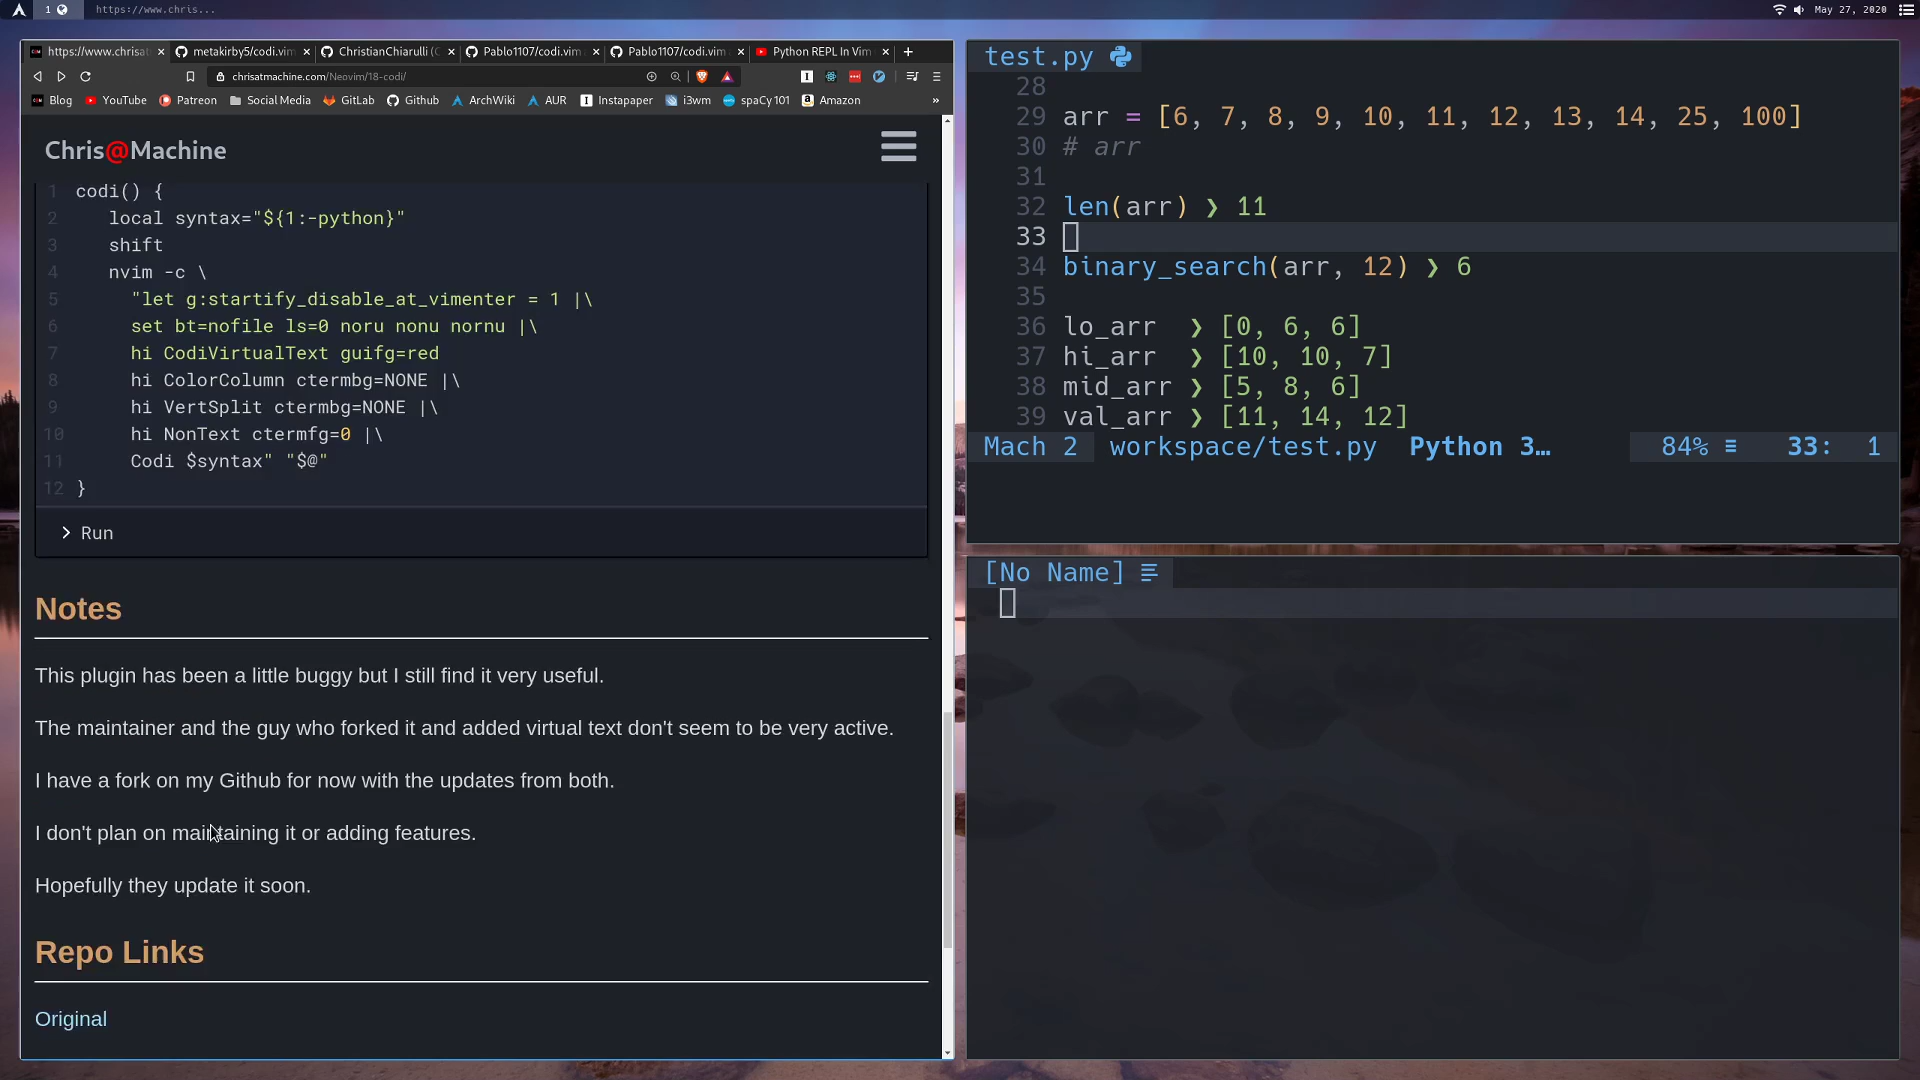 1
https://www.chris...
May 27, 2020
https://www.chrisat
metakirby5/codi.vim
ChristianChiarulli (C
Pablo1107/codi.vim
Pablo1107/codi.vim
Python REPL In Vim
chrisatmachine.com/Neovim/18-codi/
Blog
YouTube
Patreon
Social Media
GitLab
Github
ArchWiki
AUR
Instapaper
i3wm
spaCy 101
Amazon
»
Chris@Machine
1 codi() {
2 local syntax="${1:-python}"
3 shift
4 nvim -c \
5 "let g:startify_disable_at_vimenter = 1 |\
6 set bt=nofile ls=0 noru nonu nornu |\
7 hi CodiVirtualText guifg=red
8 hi ColorColumn ctermbg=NONE |\
9 hi VertSplit ctermbg=NONE |\
10 hi NonText ctermfg=0 |\
11 Codi $syntax" "$@"
12 }
Run
Notes
This plugin has been a little buggy but I still find it very useful.
The maintainer and the guy who forked it and added virtual text don't seem to be very active.
I have a fork on my Github for now with the updates from both.
I don't plan on maintaining it or adding features.
Hopefully they update it soon.
Repo Links
Original
test.py
28
29 arr = [6, 7, 8, 9, 10, 11, 12, 13, 14, 25, 100]
30 # arr
31
32 len(arr) ❯ 11
33
34 binary_search(arr, 12) ❯ 6
35
36 lo_arr ❯ [0, 6, 6]
37 hi_arr ❯ [10, 10, 7]
38 mid_arr ❯ [5, 8, 6]
39 val_arr ❯ [11, 14, 12]
Mach 2 workspace/test.py Python 3… 84% ≡ 33: 1
[No Name]